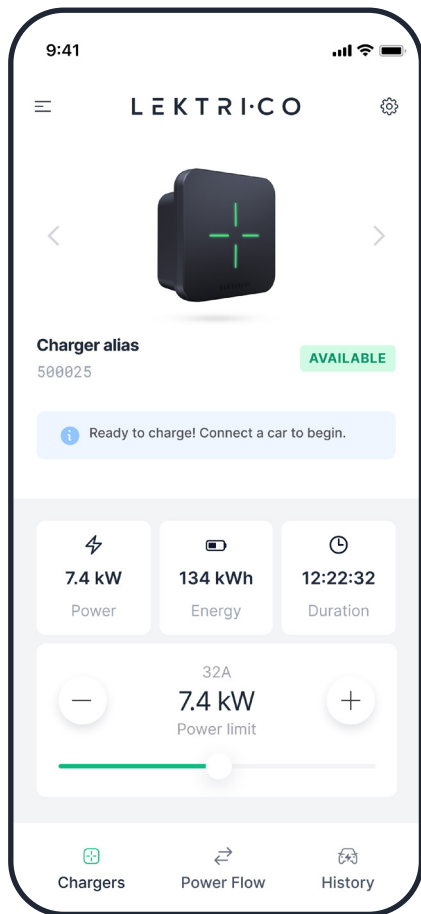 9:41
LEKTRI·CO
Charger alias
500025
AVAILABLE
Ready to charge! Connect a car to begin.
7.4 kW
134 kWh
12:22:32
Power
Energy
Duration
32A
7.4 kW
Power limit
Chargers
Power Flow
History